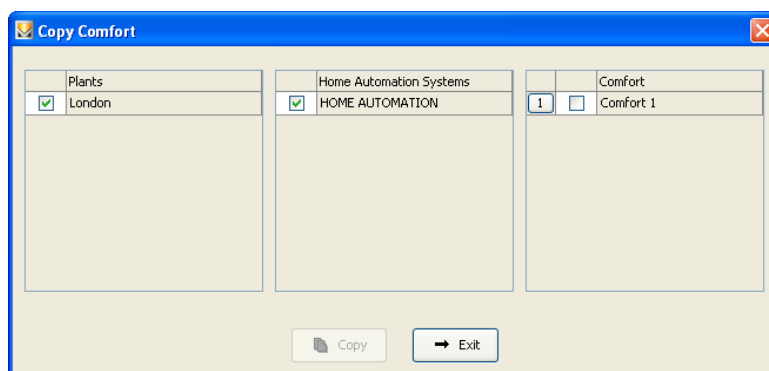 Copy Comfort
Plants
London
Home Automation Systems
HOME AUTOMATION
Comfort
1 Comfort 1
Copy
Exit